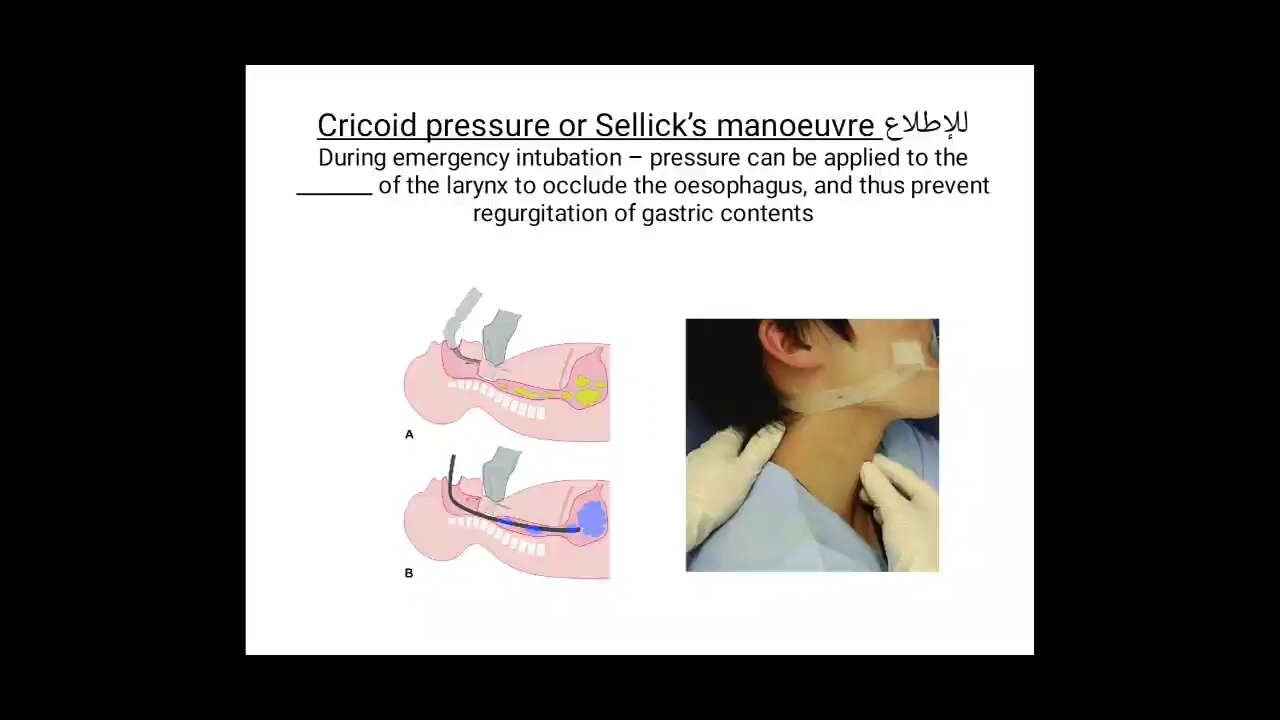 Cricoid pressure or Sellick’s manoeuvre للإطلاع
During emergency intubation – pressure can be applied to the
______ of the larynx to occlude the oesophagus, and thus prevent
regurgitation of gastric contents
A
B